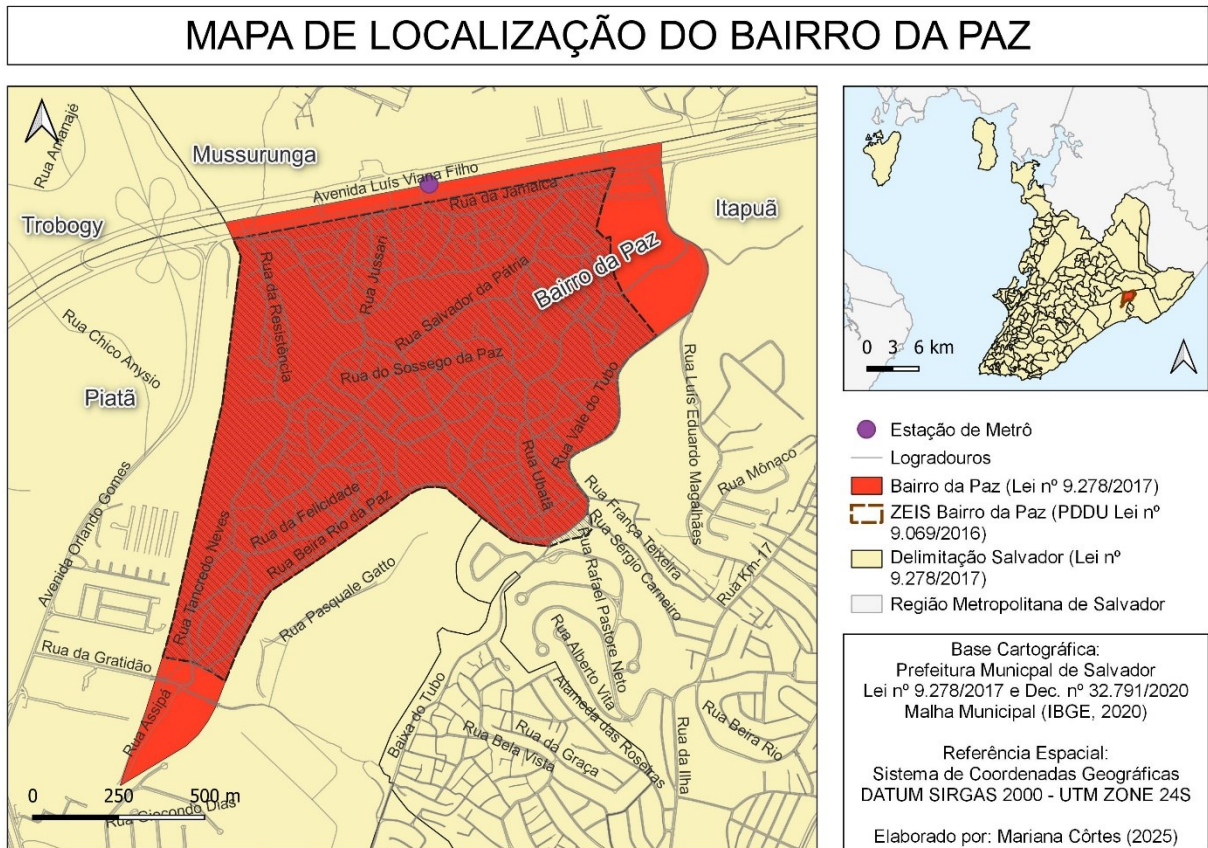 MAPA DE LOCALIZAÇÃO DO BAIRRO DA PAZ
Rua Amanajé
Mussurunga
Trobogy
Avenida Luís Viana Filho
Rua da Jamaica
Itapuã
Bairro da Paz
Rua Jussari
Rua da Resistência
Rua Salvador da Pátria
Rua do Sossego da Paz
Rua Chico Anysio
Piatã
Rua Vale do Tubo
Rua Luís Eduardo Magalhães
Rua Ubatã
Rua Mônaco
Avenida Orlando Gomes
Rua Tancredo Neves
Rua da Felicidade
Rua Beira Rio da Paz
Rua França Teixeira
Rua Sérgio Carneiro
Rua Km-17
Rua Pasquale Gatto
Rua Rafael Pastore Neto
Rua Alberto Vita
Rua da Gratidão
Rua Assipá
Baixa do Tubo
Alameda das Roseiras
Rua da Graça
Rua Bela Vista
Rua da Ilha
Rua Beira Rio
Rua Giocondo Dias
0 250 500 m
0 3 6 km
Estação de Metrô
Logradouros
Bairro da Paz (Lei nº 9.278/2017)
ZEIS Bairro da Paz (PDDU Lei nº
9.069/2016)
Delimitação Salvador (Lei nº
9.278/2017)
Região Metropolitana de Salvador
Base Cartográfica:
Prefeitura Municpal de Salvador
Lei nº 9.278/2017 e Dec. nº 32.791/2020
Malha Municipal (IBGE, 2020)
Referência Espacial:
Sistema de Coordenadas Geográficas
DATUM SIRGAS 2000 - UTM ZONE 24S
Elaborado por: Mariana Côrtes (2025)